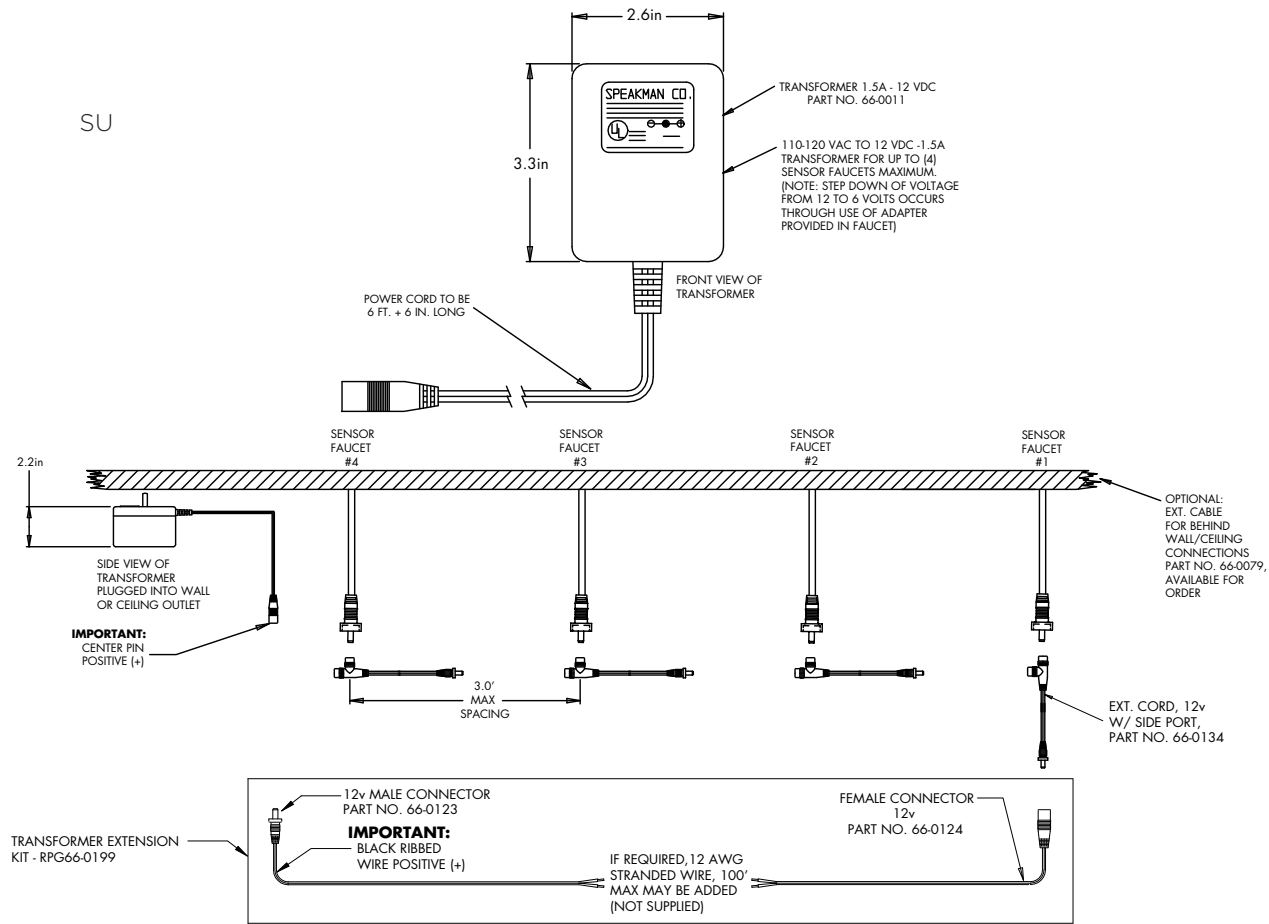 2.6in
SPEAKMAN CO.
UL
TRANSFORMER 1.5A - 12 VDC
PART NO. 66-0011
SU
3.3in
110-120 VAC TO 12 VDC -1.5A
TRANSFORMER FOR UP TO (4)
SENSOR FAUCETS MAXIMUM.
(NOTE: STEP DOWN OF VOLTAGE
FROM 12 TO 6 VOLTS OCCURS
THROUGH USE OF ADAPTER
PROVIDED IN FAUCET)
FRONT VIEW OF
TRANSFORMER
POWER CORD TO BE
6 FT. + 6 IN. LONG
SENSOR
FAUCET
#4
SENSOR
FAUCET
#3
SENSOR
FAUCET
#2
SENSOR
FAUCET
#1
2.2in
OPTIONAL:
EXT. CABLE
FOR BEHIND
WALL/CEILING
CONNECTIONS
PART NO. 66-0079,
AVAILABLE FOR
ORDER
SIDE VIEW OF
TRANSFORMER
PLUGGED INTO WALL
OR CEILING OUTLET
IMPORTANT:
CENTER PIN
POSITIVE (+)
3.0'
MAX
SPACING
EXT. CORD, 12v
W/ SIDE PORT,
PART NO. 66-0134
TRANSFORMER EXTENSION
KIT - RPG66-0199
12v MALE CONNECTOR
PART NO. 66-0123
IMPORTANT:
BLACK RIBBED
WIRE POSITIVE (+)
IF REQUIRED,12 AWG
STRANDED WIRE, 100'
MAX MAY BE ADDED
(NOT SUPPLIED)
FEMALE CONNECTOR
12v
PART NO. 66-0124